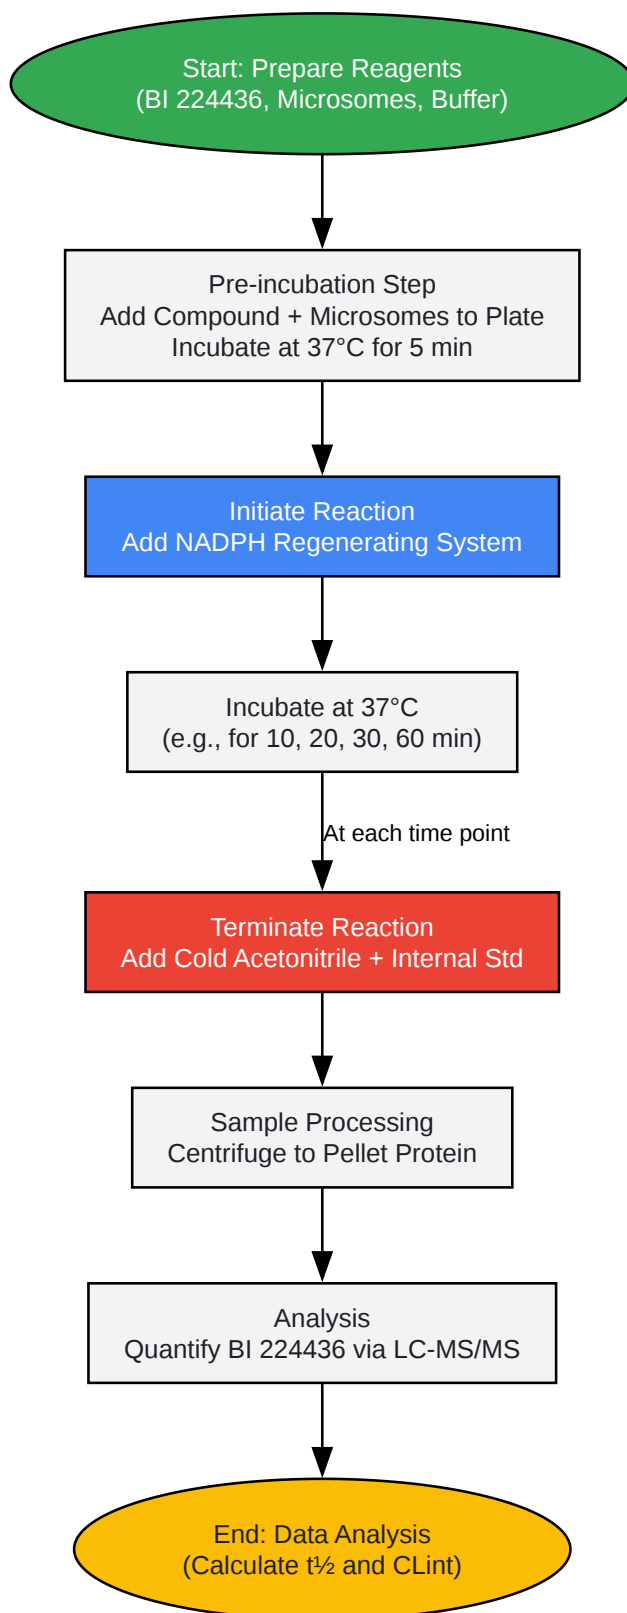 Start: Prepare Reagents
(BI 224436, Microsomes, Buffer)
Pre-incubation Step
Add Compound + Microsomes to Plate
Incubate at 37°C for 5 min
Initiate Reaction
Add NADPH Regenerating System
Incubate at 37°C
(e.g., for 10, 20, 30, 60 min)
At each time point
Terminate Reaction
Add Cold Acetonitrile + Internal Std
Sample Processing
Centrifuge to Pellet Protein
Analysis
Quantify BI 224436 via LC-MS/MS
End: Data Analysis
(Calculate t½ and CLint)